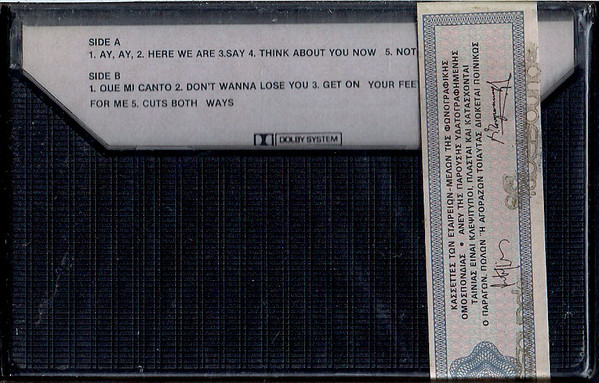 SIDE A
1. AY, AY, 2. HERE WE ARE 3.SAY 4. THINK ABOUT YOU NOW 5. NOT
SIDE B
1. QUE MI CANTO 2. DON'T WANNA LOSE YOU 3. GET ON YOUR FEE
FOR ME 5. CUTS BOTH WAYS
DOLBY SYSTEM
ΚΑΣΣΕΤΤΕΣ ΤΩΝ ΕΤΑΙΡΕΙΩΝ-ΜΕΛΩΝ ΤΗΣ ΦΩΝΟΓΡΑΦΙΚΗΣ
ΟΜΟΣΠΟΝΔΙΑΣ • ΑΝΕΥ ΤΗΣ ΠΑΡΟΥΣΗΣ ΥΔΑΤΟΓΡΑΦΗΜΕΝΗΣ
ΤΑΙΝΙΑΣ ΕΙΝΑΙ ΚΛΕΨΙΤΥΠΟΙ, ΠΛΑΣΤΑΙ ΚΑΙ ΚΑΤΑΣΧΟΝΤΑΙ
Ο ΠΑΡΑΓΩΝ, ΠΩΛΩΝ Ή ΑΓΟΡΑΖΩΝ ΤΟΙΑΥΤΑΣ ΔΙΩΚΕΤΑΙ ΠΟΙΝΙΚΩΣ